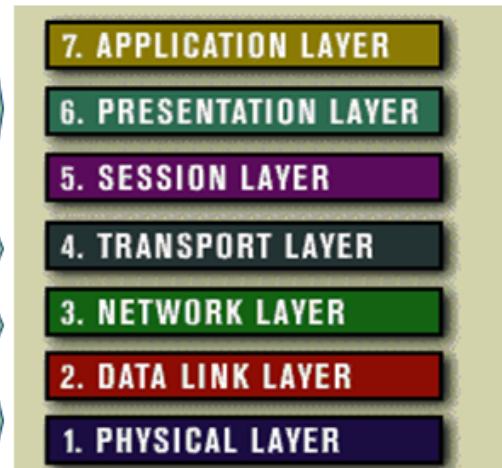 7. APPLICATION LAYER
6. PRESENTATION LAYER
5. SESSION LAYER
4. TRANSPORT LAYER
3. NETWORK LAYER
2. DATA LINK LAYER
1. PHYSICAL LAYER